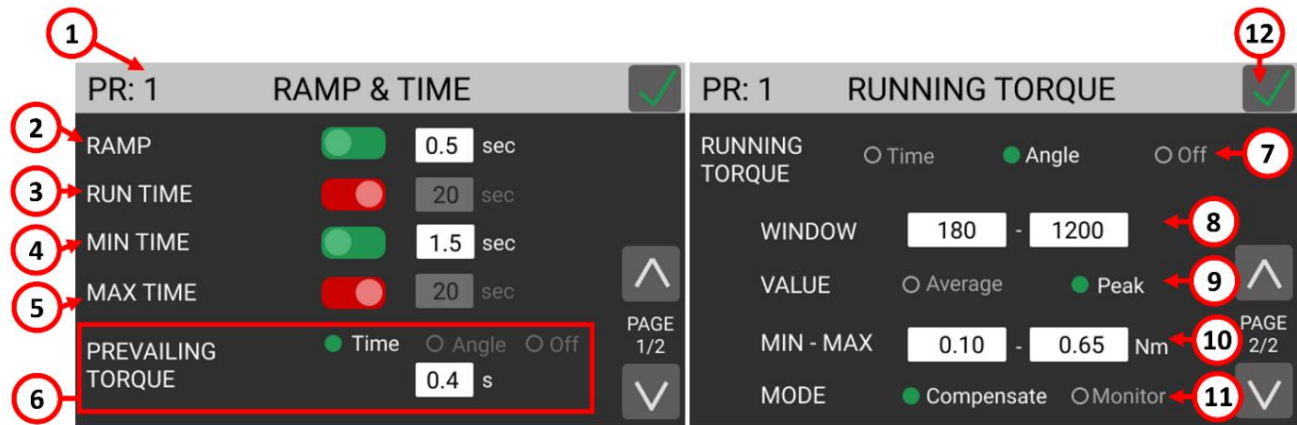 1
12
PR: 1 RAMP & TIME
2
RAMP 0.5 sec
3
RUN TIME 20 sec
4
MIN TIME 1.5 sec
5
MAX TIME 20 sec
PREVAILING
TORQUE
Time Angle Off
0.4 s
6
PAGE
1/2
PR: 1 RUNNING TORQUE
RUNNING
TORQUE
Time Angle Off
7
WINDOW 180 - 1200
8
VALUE Average Peak
9
MIN - MAX 0.10 - 0.65 Nm
10
MODE Compensate Monitor
11
PAGE
2/2